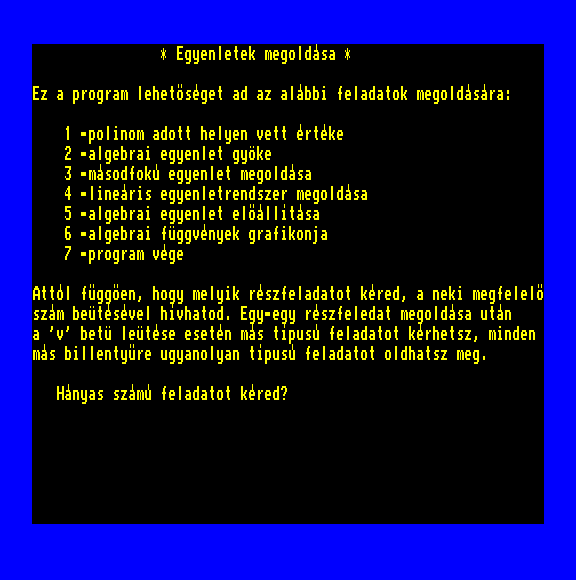 * Egyenletek megoldása *
Ez a program lehetöséget ad az alábbi feladatok megoldására:
1 -polinom adott helyen vett értéke
2 -algebrai egyenlet gyöke
3 -másodfokú egyenlet megoldása
4 -lineáris egyenletrendszer megoldása
5 -algebrai egyenlet elöállítása
6 -algebrai függvények grafikonja
7 -program vége
Attól függöen, hogy melyik részfeladatot kéred, a neki megfelelö
szám beütésével hívhatod. Egy-egy részfeledat megoldása után
a 'v' betü leütése esetén más típusú feladatot kérhetsz, minden
más billentyüre ugyanolyan típusú feladatot oldhatsz meg.
Hányas számú feladatot kéred?